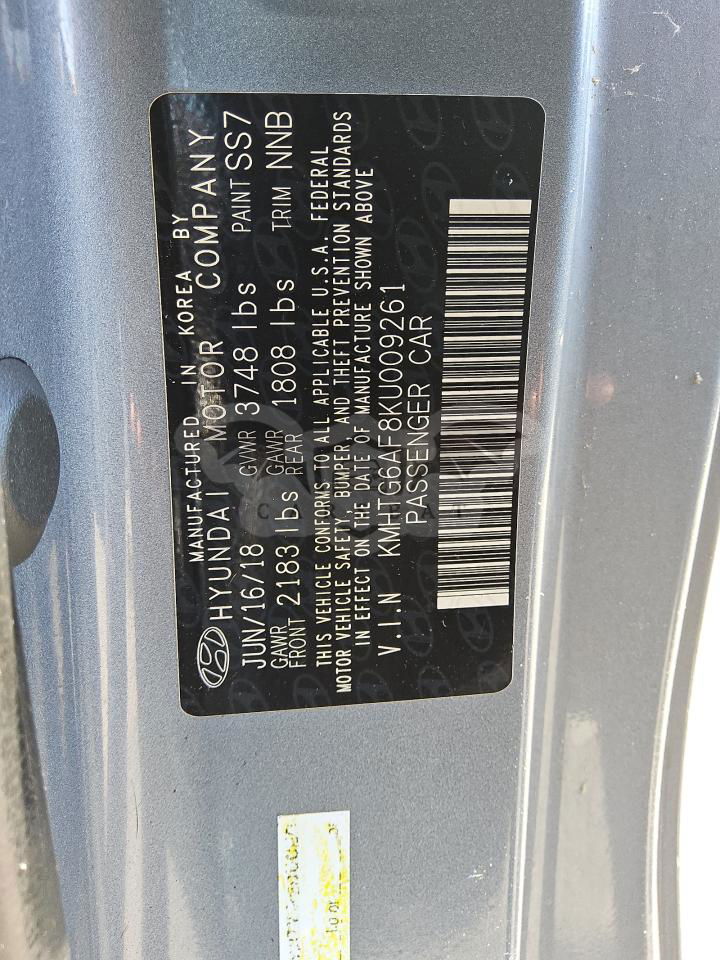 MANUFACTURED IN KOREA BY
HYUNDAI MOTOR COMPANY
JUN/16/18 GVWR 3748 lbs PAINT SS7
GAWR FRONT 2183 lbs GAWR REAR 1808 lbs TRIM NNB
THIS VEHICLE CONFORMS TO ALL APPLICABLE U.S.A. FEDERAL
MOTOR VEHICLE SAFETY, BUMPER AND THEFT PREVENTION STANDARDS
IN EFFECT ON THE DATE OF MANUFACTURE SHOWN ABOVE
V.I.N KMHTG6AF8KU009261
PASSENGER CAR